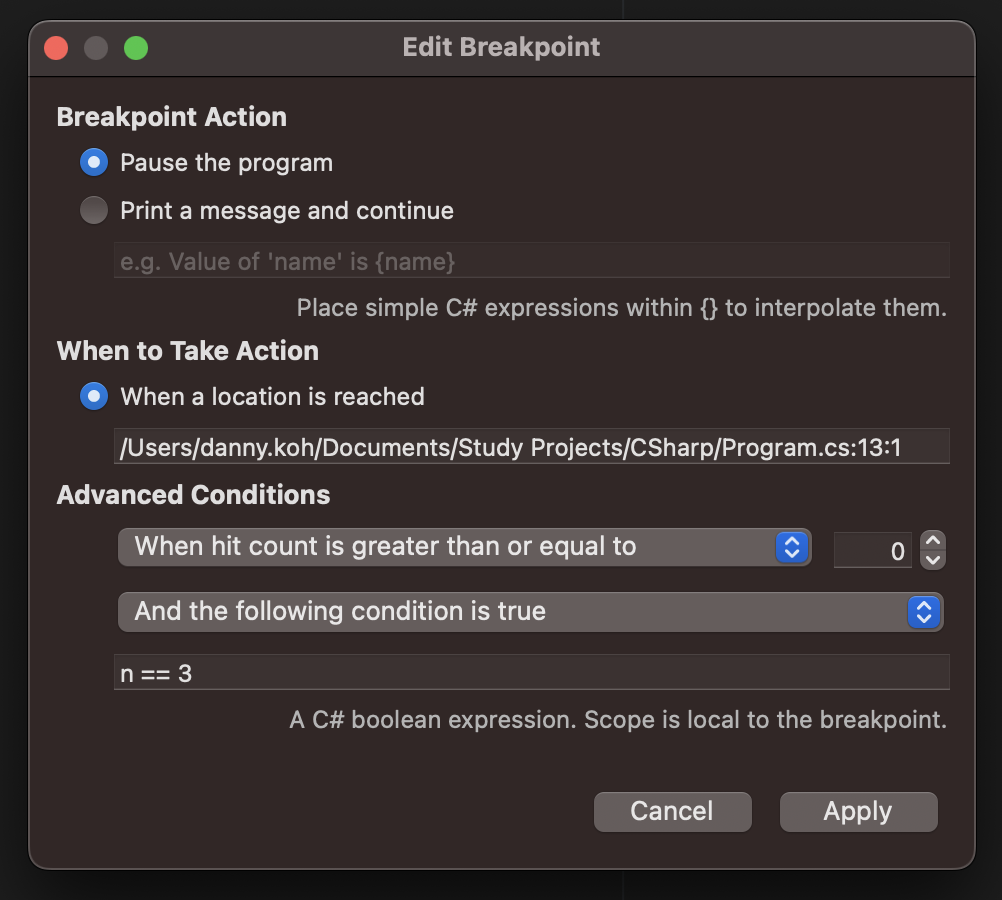 Edit Breakpoint
Breakpoint Action
Pause the program
Print a message and continue
e.g. Value of 'name' is {name}
Place simple C# expressions within {} to interpolate them.
When to Take Action
When a location is reached
/Users/danny.koh/Documents/Study Projects/CSharp/Program.cs:13:1
Advanced Conditions
When hit count is greater than or equal to 0
And the following condition is true
n == 3
A C# boolean expression. Scope is local to the breakpoint.
Cancel Apply